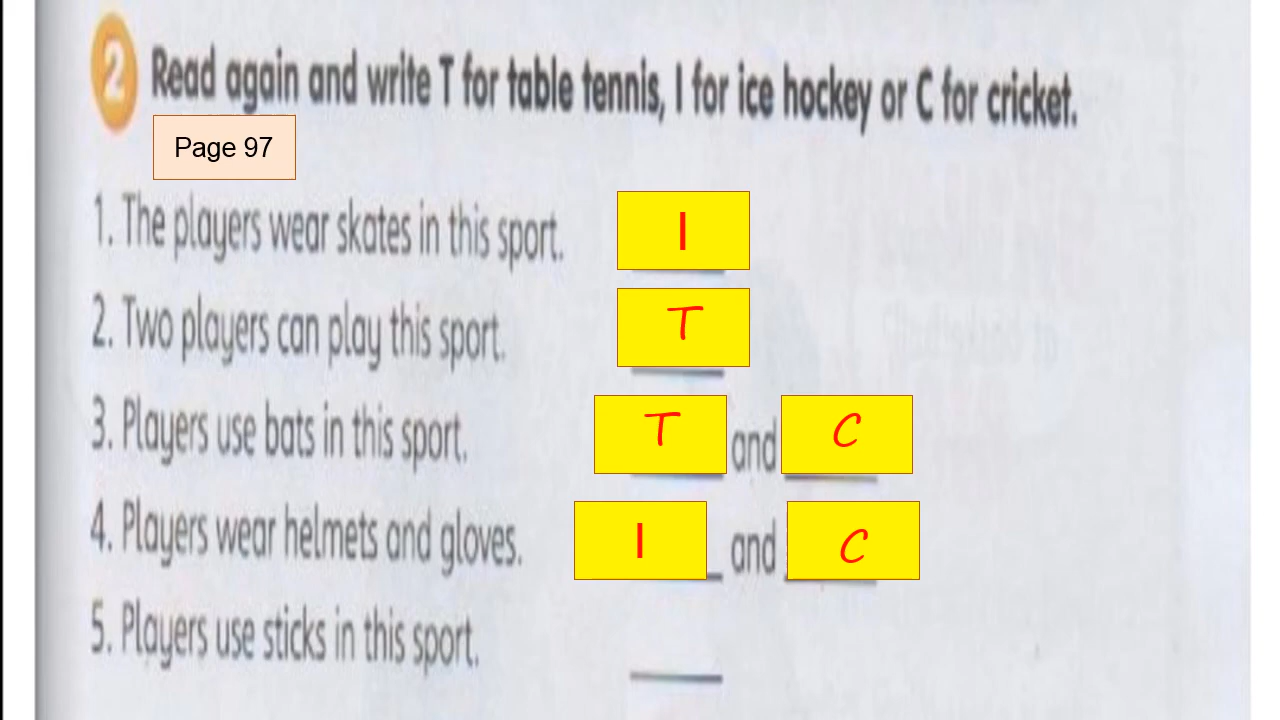 2 Read again and write T for table tennis, I for ice hockey or C for cricket.
Page 97
1. The players wear skates in this sport. I
2. Two players can play this sport. T
3. Players use bats in this sport. T and C
4. Players wear helmets and gloves. I and C
5. Players use sticks in this sport.